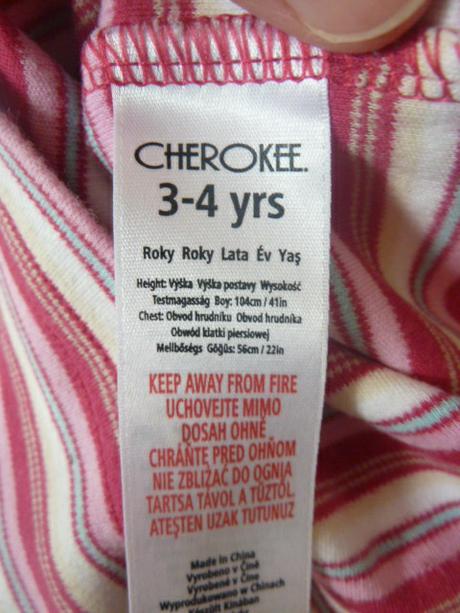 CHEROKEE.
3-4 yrs
Roky Roky Lata Év Yaş
Height: Výška Výška postavy Wysokość
Testmagasság Boy: 104cm / 41in
Chest: Obvod hrudníku Obvod hrudníka
Obwód klatki piersiowej
Mellbőségs Göğüs: 56cm / 22in
KEEP AWAY FROM FIRE
UCHOVEJTE MIMO
DOSAH OHNĚ
CHRÁŇTE PRED OHŇOM
NIE ZBLIŻAĆ DO OGNIA
TARTSA TÁVOL A TŰZTŐL
ATEŞTEN UZAK TUTUNUZ
Made in China
Vyrobeno v Číně
Vyrobené v Číne
Wyprodukowano w Chinach
Készült Kínában